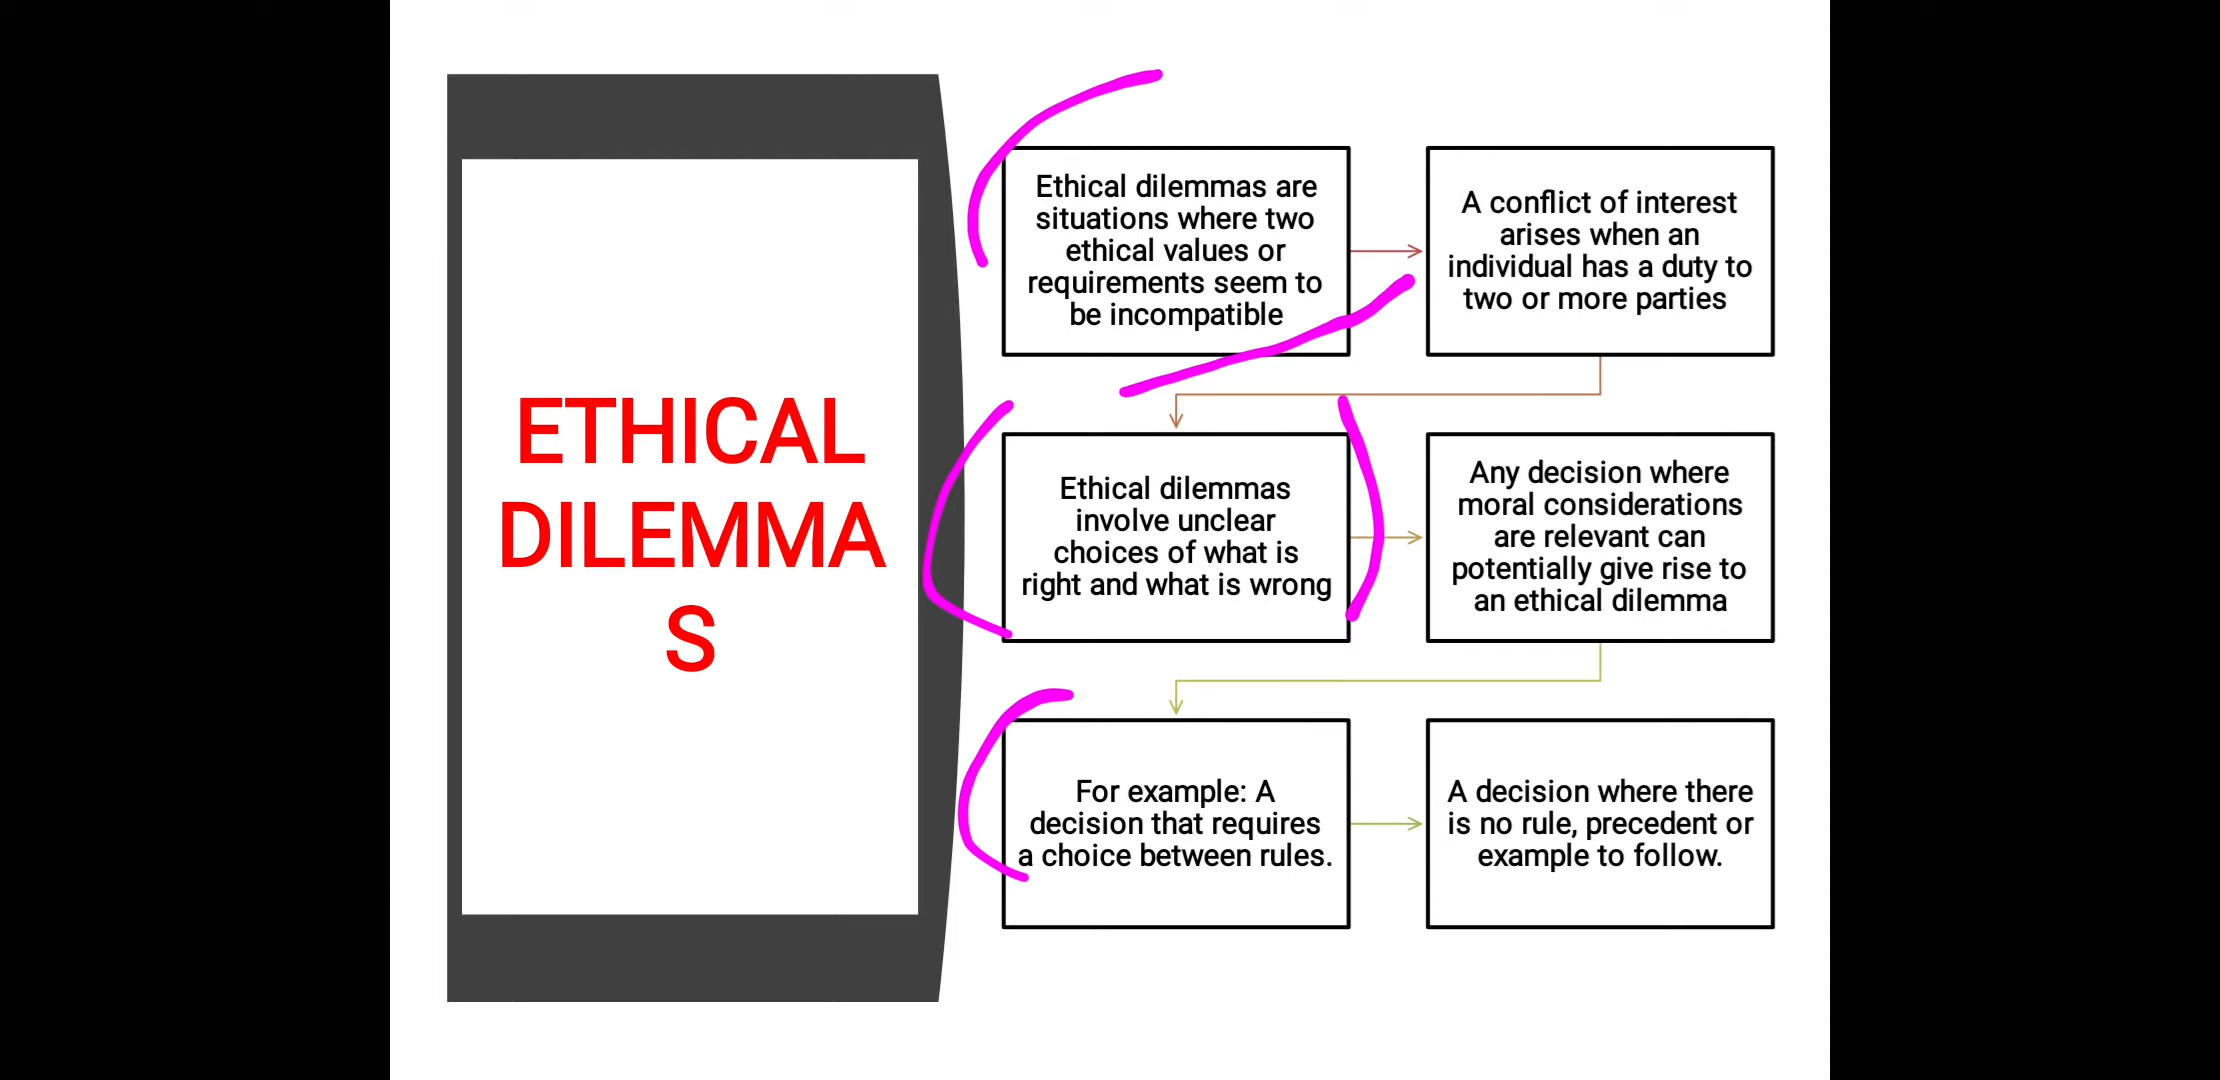 ETHICAL
DILEMMA
S
Ethical dilemmas are
situations where two
ethical values or
requirements seem to
be incompatible
A conflict of interest
arises when an
individual has a duty to
two or more parties
Ethical dilemmas
involve unclear
choices of what is
right and what is wrong
Any decision where
moral considerations
are relevant can
potentially give rise to
an ethical dilemma
For example: A
decision that requires
a choice between rules.
A decision where there
is no rule, precedent or
example to follow.